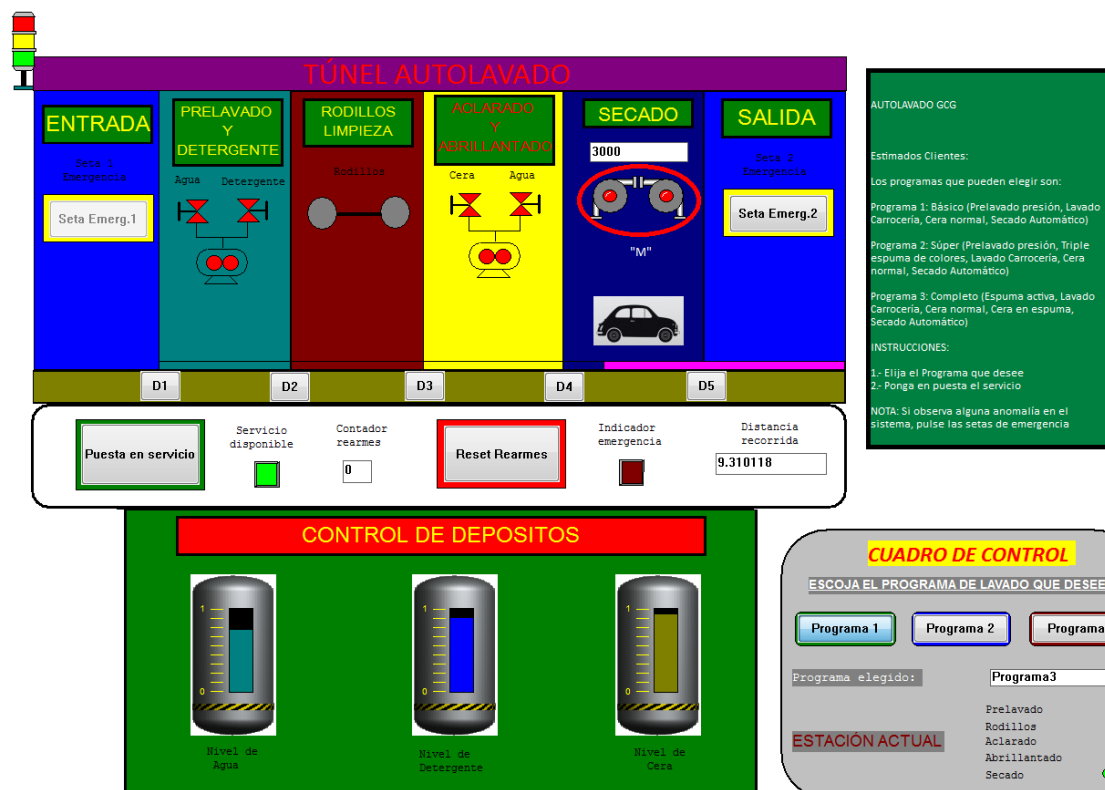 TÚNEL AUTOLAVADO
ENTRADA
Seta 1
Emergencia
Seta Emerg.1
PRELAVADO
Y
DETERGENTE
Agua Detergente
RODILLOS
LIMPIEZA
Rodillos
ACLARADO
Y
ABRILLANTADO
Cera Agua
SECADO
3000
"M"
SALIDA
Seta 2
Emergencia
Seta Emerg.2
D1 D2 D3 D4 D5
Puesta en servicio
Servicio
disponible
Contador
rearmes
0
Reset Rearmes
Indicador
emergencia
Distancia
recorrida
9.310118
AUTOLAVADO GCG
Estimados Clientes:
Los programas que pueden elegir son:
Programa 1: Básico (Prelavado presión, Lavado
Carrocería, Cera normal, Secado Automático)
Programa 2: Súper (Prelavado presión, Triple
espuma de colores, Lavado Carrocería, Cera
normal, Secado Automático)
Programa 3: Completo (Espuma activa, Lavado
Carrocería, Cera normal, Cera en espuma,
Secado Automático)
INSTRUCCIONES:
1.- Elija el Programa que desee
2.- Ponga en puesta el servicio
NOTA: Si observa alguna anomalía en el
sistema, pulse las setas de emergencia
CONTROL DE DEPOSITOS
1
0
Nivel de
Agua
1
0
Nivel de
Detergente
1
0
Nivel de
Cera
CUADRO DE CONTROL
ESCOJA EL PROGRAMA DE LAVADO QUE DESEE
Programa 1 Programa 2 Programa
Programa elegido: Programa3
ESTACIÓN ACTUAL
Prelavado
Rodillos
Aclarado
Abrillantado
Secado